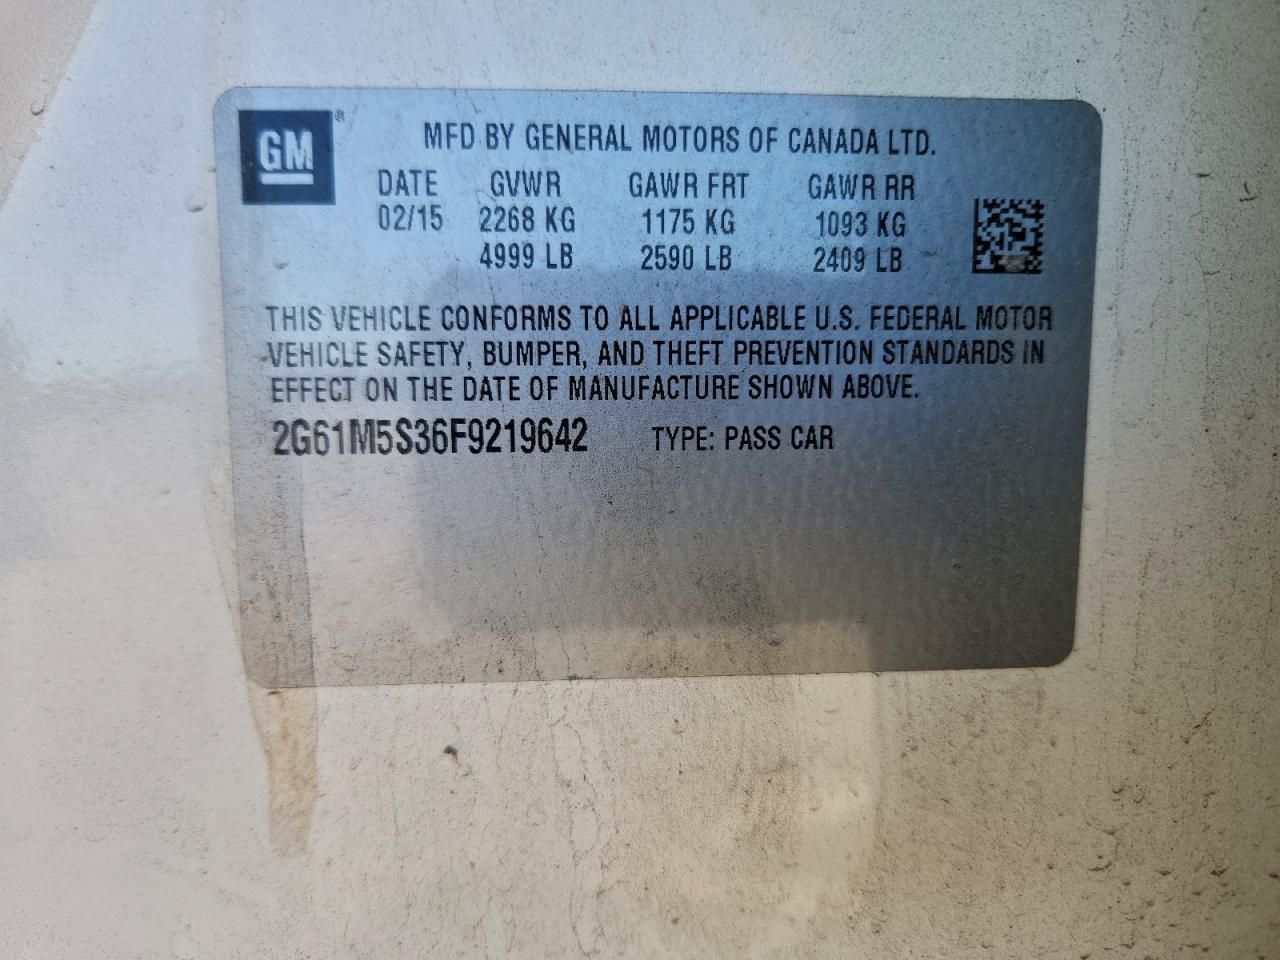 GM®
MFD BY GENERAL MOTORS OF CANADA LTD.
DATE GVWR GAWR FRT GAWR RR
02/15 2268 KG 1175 KG 1093 KG
4999 LB 2590 LB 2409 LB
THIS VEHICLE CONFORMS TO ALL APPLICABLE U.S. FEDERAL MOTOR
VEHICLE SAFETY, BUMPER, AND THEFT PREVENTION STANDARDS IN
EFFECT ON THE DATE OF MANUFACTURE SHOWN ABOVE.
2G61M5S36F9219642 TYPE: PASS CAR